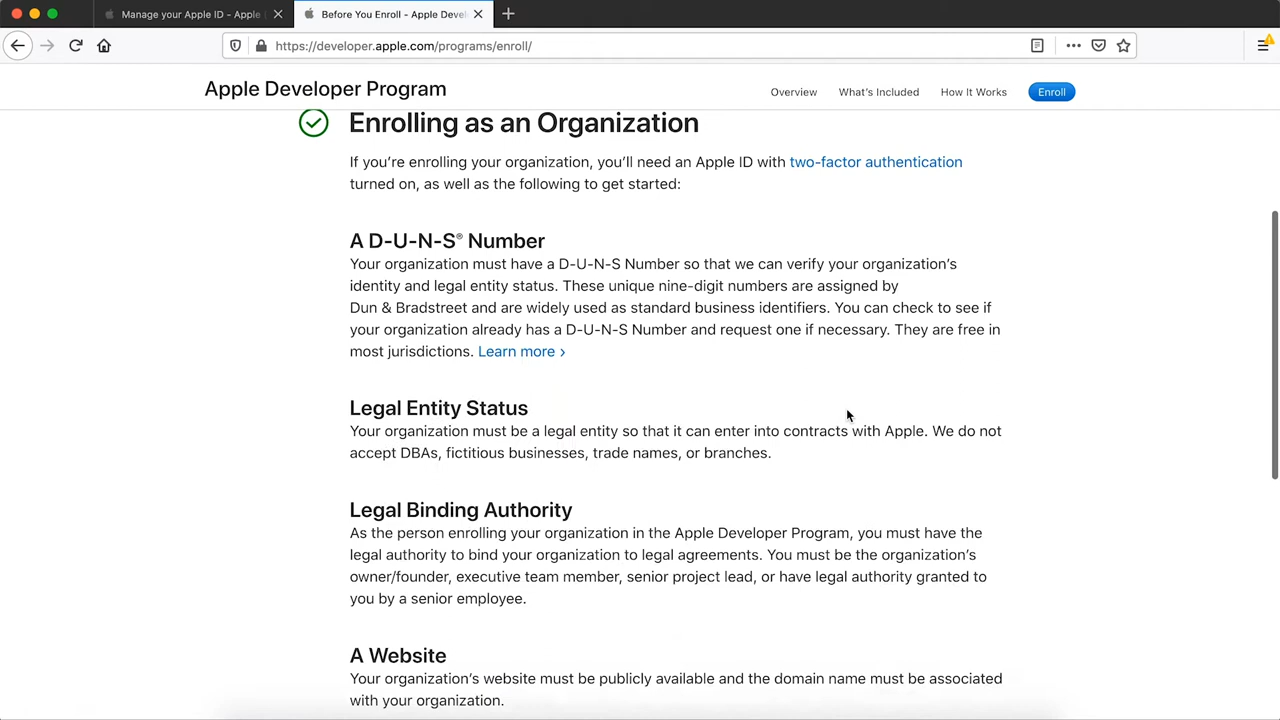 Manage your Apple ID - Apple
Before You Enroll - Apple Devel
https://developer.apple.com/programs/enroll/
Apple Developer Program
Overview
What's Included
How It Works
Enroll
Enrolling as an Organization
If you're enrolling your organization, you'll need an Apple ID with two-factor authentication
turned on, as well as the following to get started:
A D-U-N-S® Number
Your organization must have a D-U-N-S Number so that we can verify your organization's
identity and legal entity status. These unique nine-digit numbers are assigned by
Dun & Bradstreet and are widely used as standard business identifiers. You can check to see if
your organization already has a D-U-N-S Number and request one if necessary. They are free in
most jurisdictions. Learn more ›
Legal Entity Status
Your organization must be a legal entity so that it can enter into contracts with Apple. We do not
accept DBAs, fictitious businesses, trade names, or branches.
Legal Binding Authority
As the person enrolling your organization in the Apple Developer Program, you must have the
legal authority to bind your organization to legal agreements. You must be the organization's
owner/founder, executive team member, senior project lead, or have legal authority granted to
you by a senior employee.
A Website
Your organization's website must be publicly available and the domain name must be associated
with your organization.